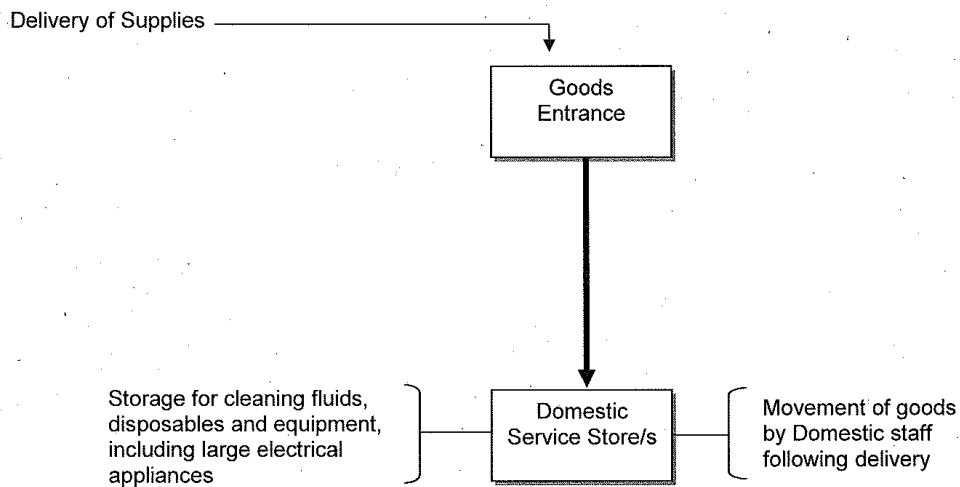 Delivery of Supplies
Goods
Entrance
Storage for cleaning fluids,
disposables and equipment,
including large electrical
appliances
Domestic
Service Store/s
Movement of goods
by Domestic staff
following delivery